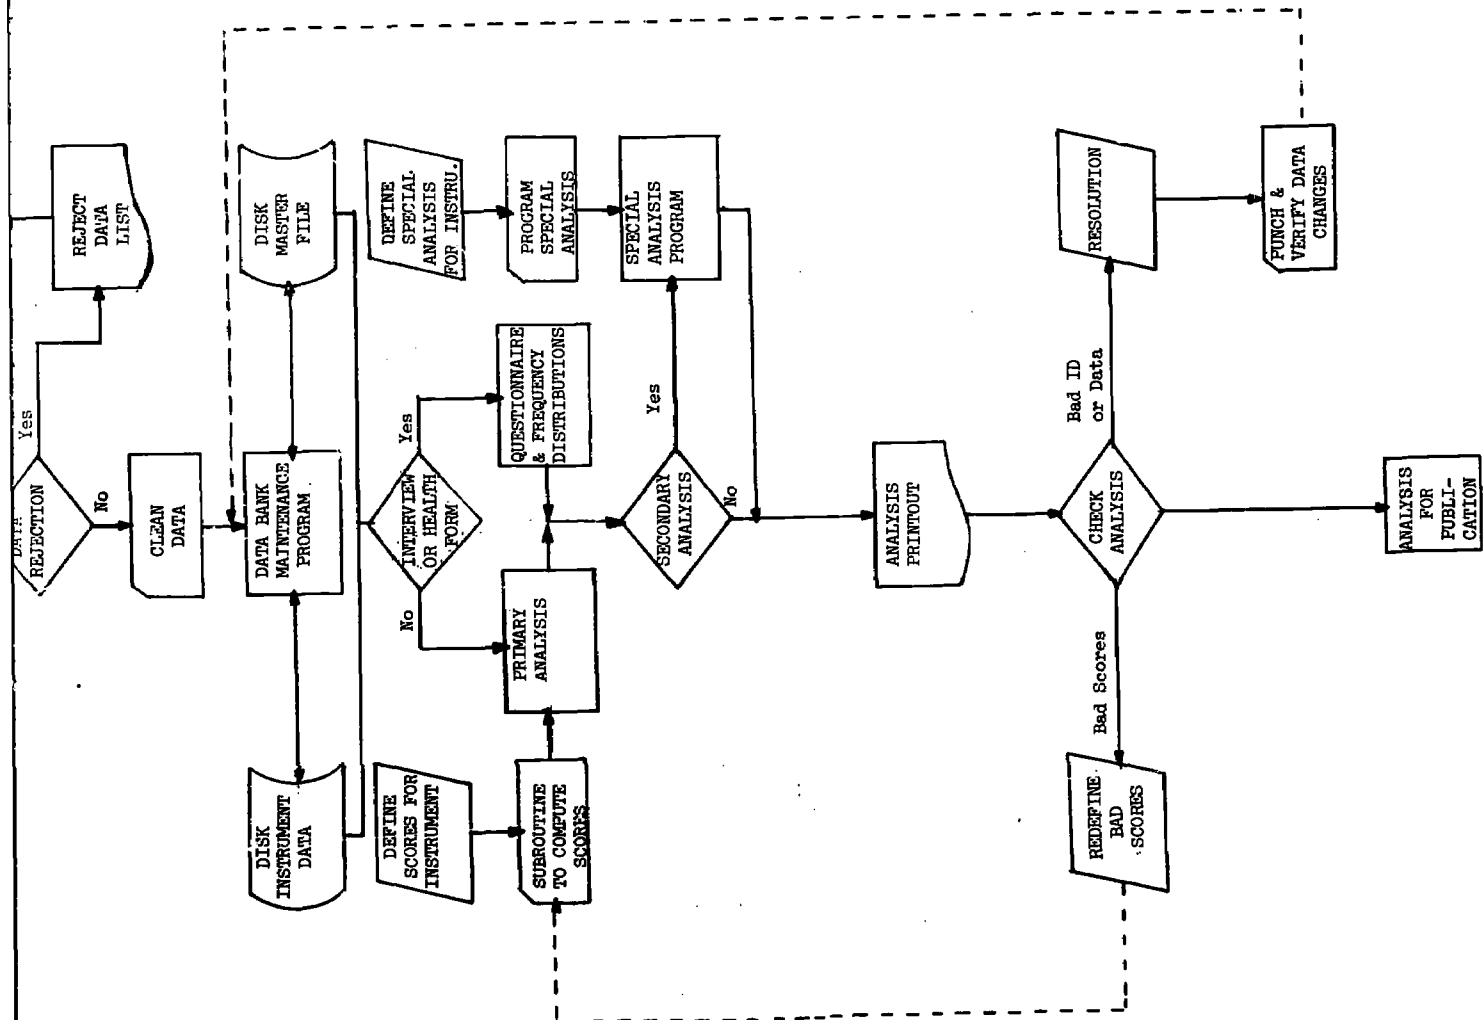 DATA
REJECTION
Yes
No
REJECT
DATA
LIST
CLEAN
DATA
DISK
INSTRUMENT
DATA
DATA BANK
MAINTENANCE
PROGRAM
DISK
MASTER
FILE
DEFINE
SCORES FOR
INSTRUMENT
No
INTERVIEW
OR HEALTH
FORM
Yes
DEFINE
SPECIAL
ANALYSIS
FOR INSTRU.
SUBROUTINE
TO COMPUTE
SCORES
PRIMARY
ANALYSIS
QUESTIONNAIRE
& FREQUENCY
DISTRIBUTIONS
PROGRAM
SPECIAL
ANALYSIS
SECONDARY
ANALYSIS
Yes
No
SPECIAL
ANALYSIS
PROGRAM
ANALYSIS
PRINTOUT
REDEFINE
BAD
SCORES
Bad Scores
CHECK
ANALYSIS
Bad ID
or Data
RESOLUTION
PUNCH &
VERIFY DATA
CHANGES
ANALYSIS
FOR
PUBLI-
CATION